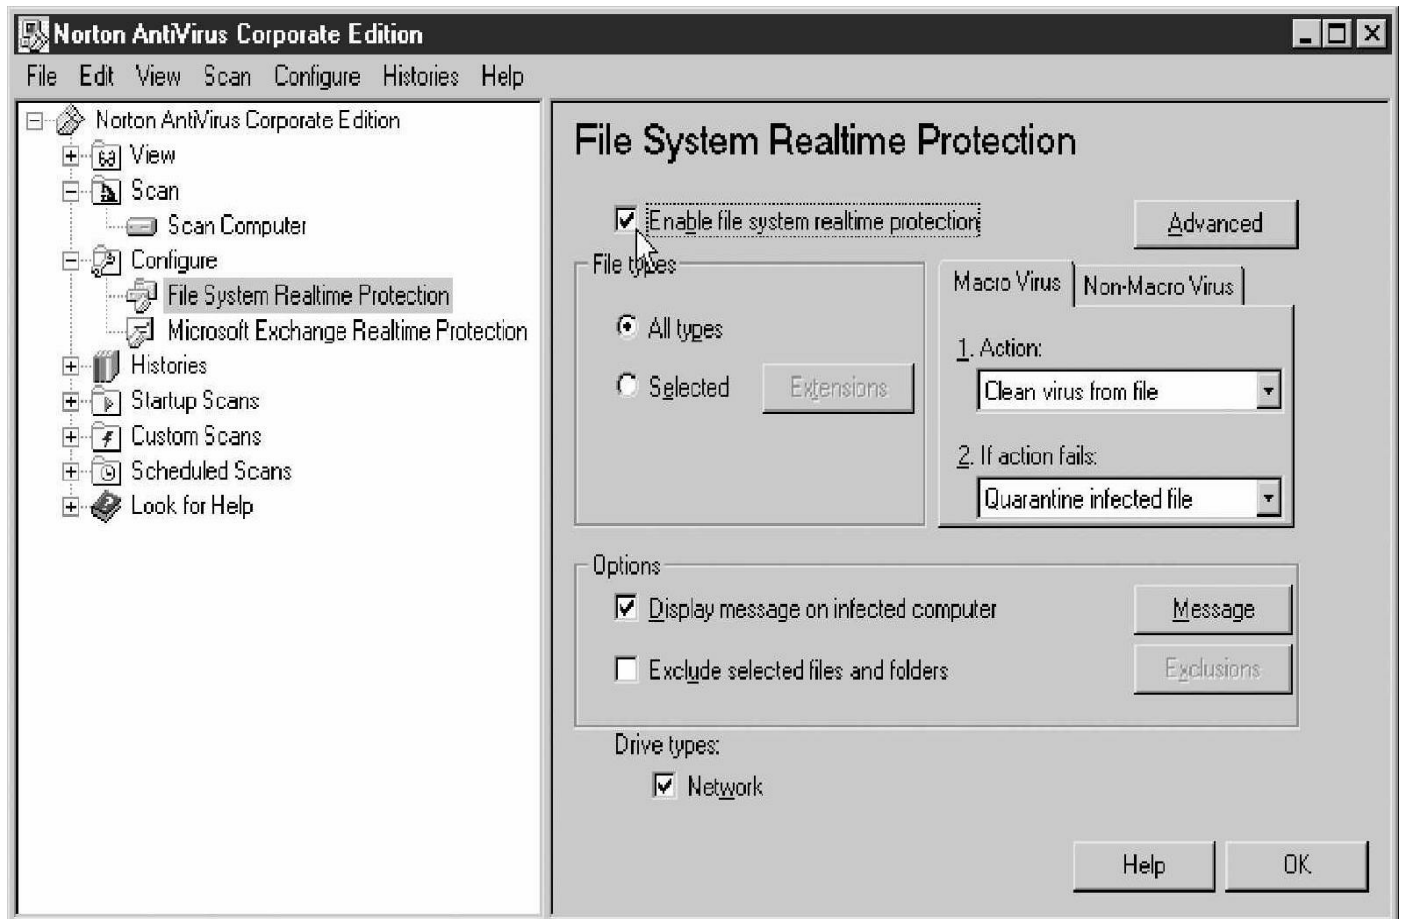 Norton AntiVirus Corporate Edition
File Edit View Scan Configure Histories Help
Norton AntiVirus Corporate Edition
View
Scan
Scan Computer
Configure
File System Realtime Protection
Microsoft Exchange Realtime Protection
Histories
Startup Scans
Custom Scans
Scheduled Scans
Look for Help
File System Realtime Protection
Enable file system realtime protection
Advanced
File types
All types
Selected
Extensions
Macro Virus
Non-Macro Virus
1. Action:
Clean virus from file
2. If action fails:
Quarantine infected file
Options
Display message on infected computer
Message
Exclude selected files and folders
Exclusions
Drive types:
Network
Help
OK